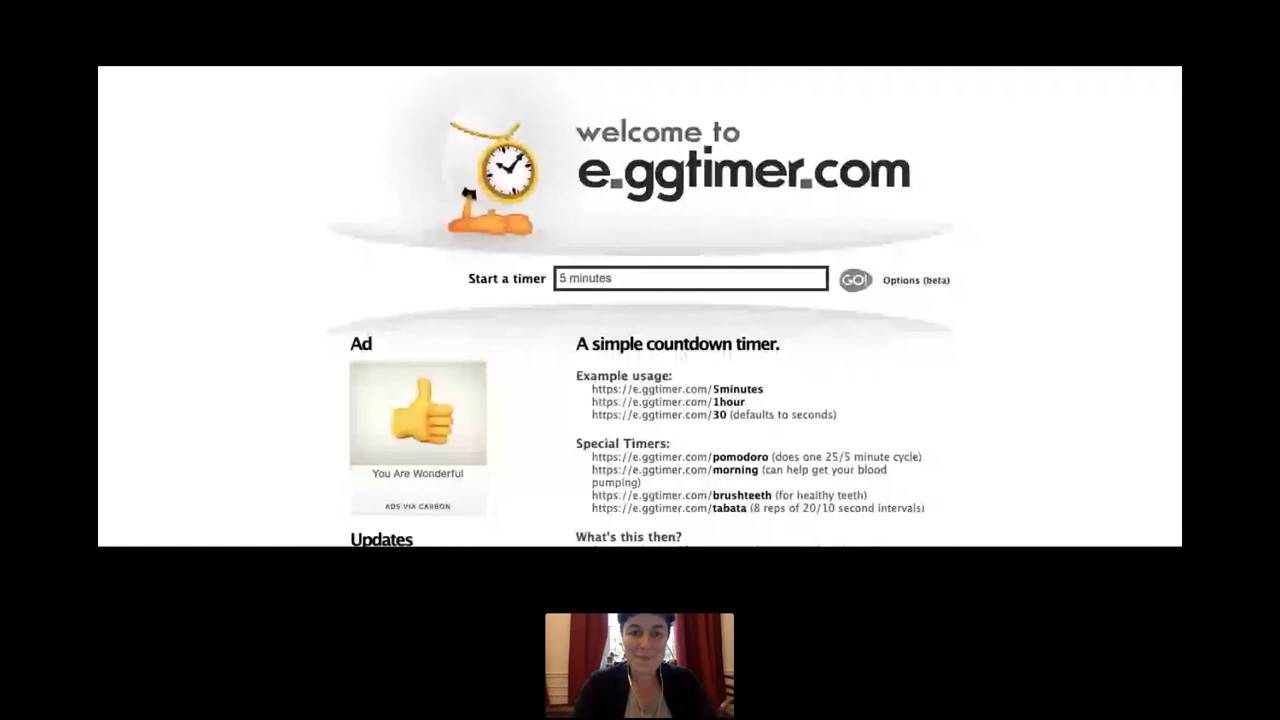 welcome to
e.ggtimer.com
Start a timer
5 minutes
GO!
Options (beta)
Ad
You Are Wonderful
ADS VIA CARBON
Updates
A simple countdown timer.
Example usage:
https://e.ggtimer.com/5minutes
https://e.ggtimer.com/1hour
https://e.ggtimer.com/30 (defaults to seconds)
Special Timers:
https://e.ggtimer.com/pomodoro (does one 25/5 minute cycle)
https://e.ggtimer.com/morning (can help get your blood
pumping)
https://e.ggtimer.com/brushteeth (for healthy teeth)
https://e.ggtimer.com/tabata (8 reps of 20/10 second intervals)
What's this then?